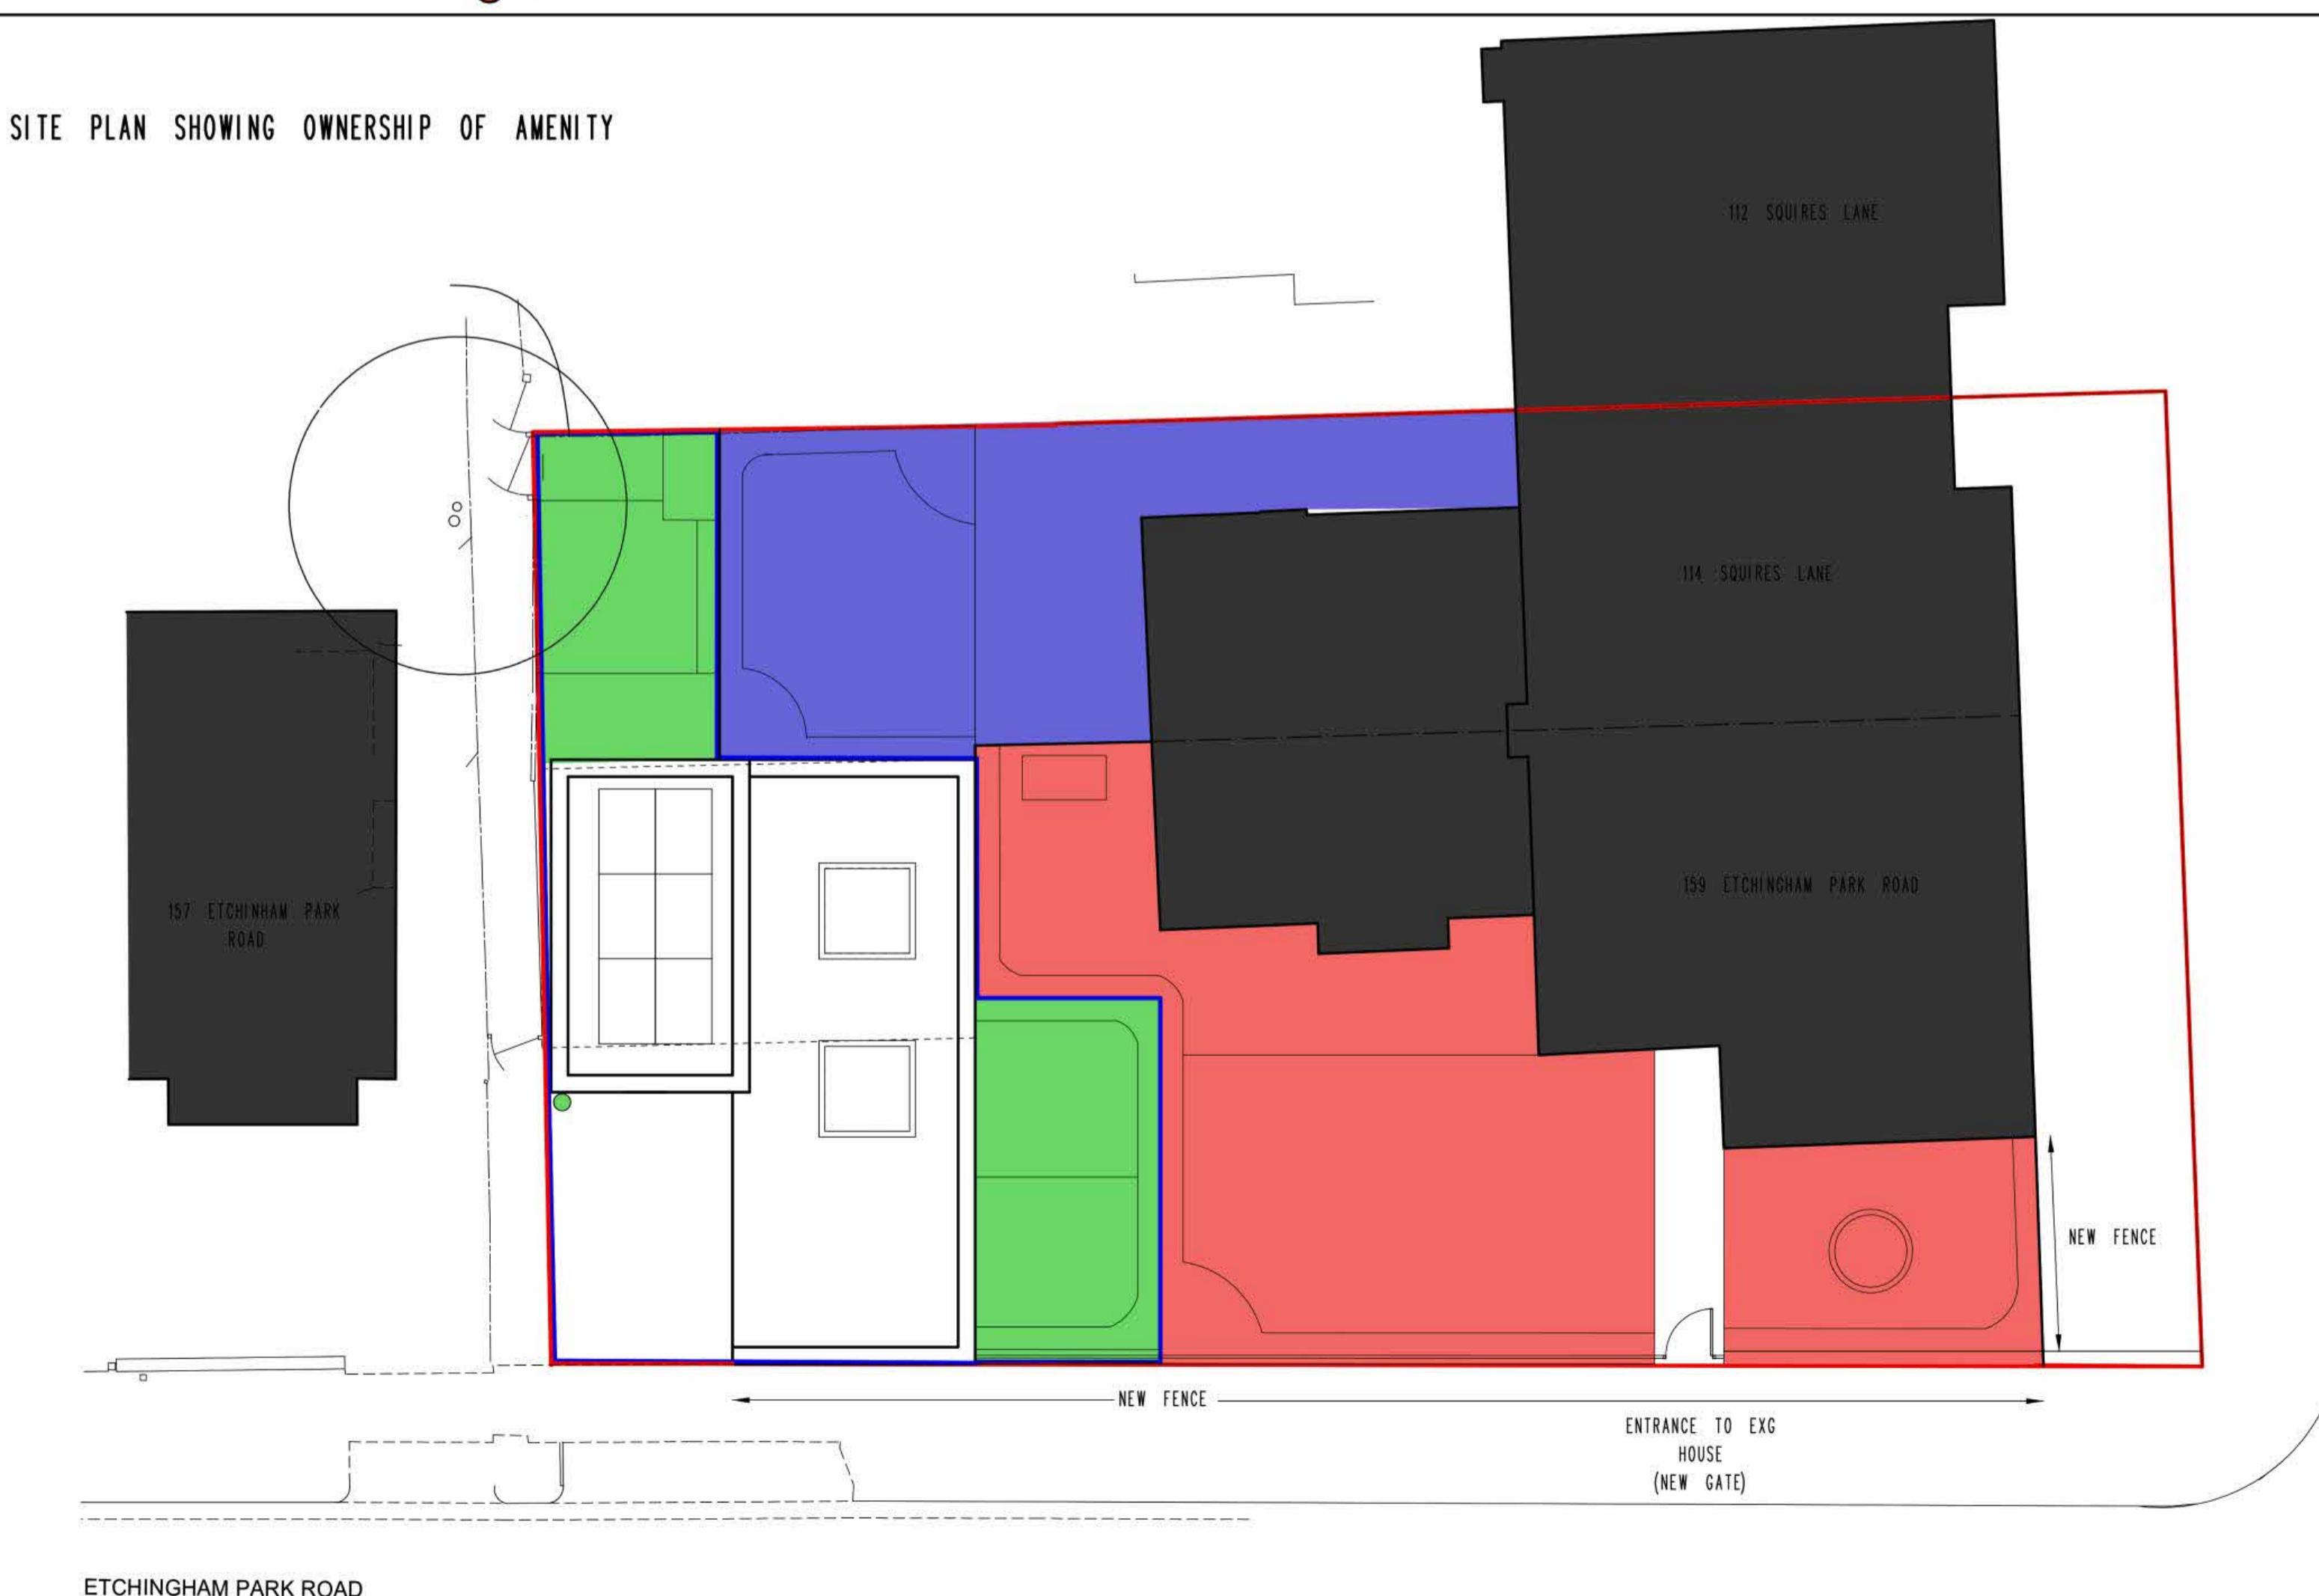 SITE PLAN SHOWING OWNERSHIP OF AMENITY
112 SQUIRES LANE
114 SQUIRES LANE
159 ETCHINGHAM PARK ROAD
157 ETCHINHAM PARK
ROAD
NEW FENCE
NEW FENCE
ENTRANCE TO EXG
HOUSE
(NEW GATE)
ETCHINGHAM PARK ROAD